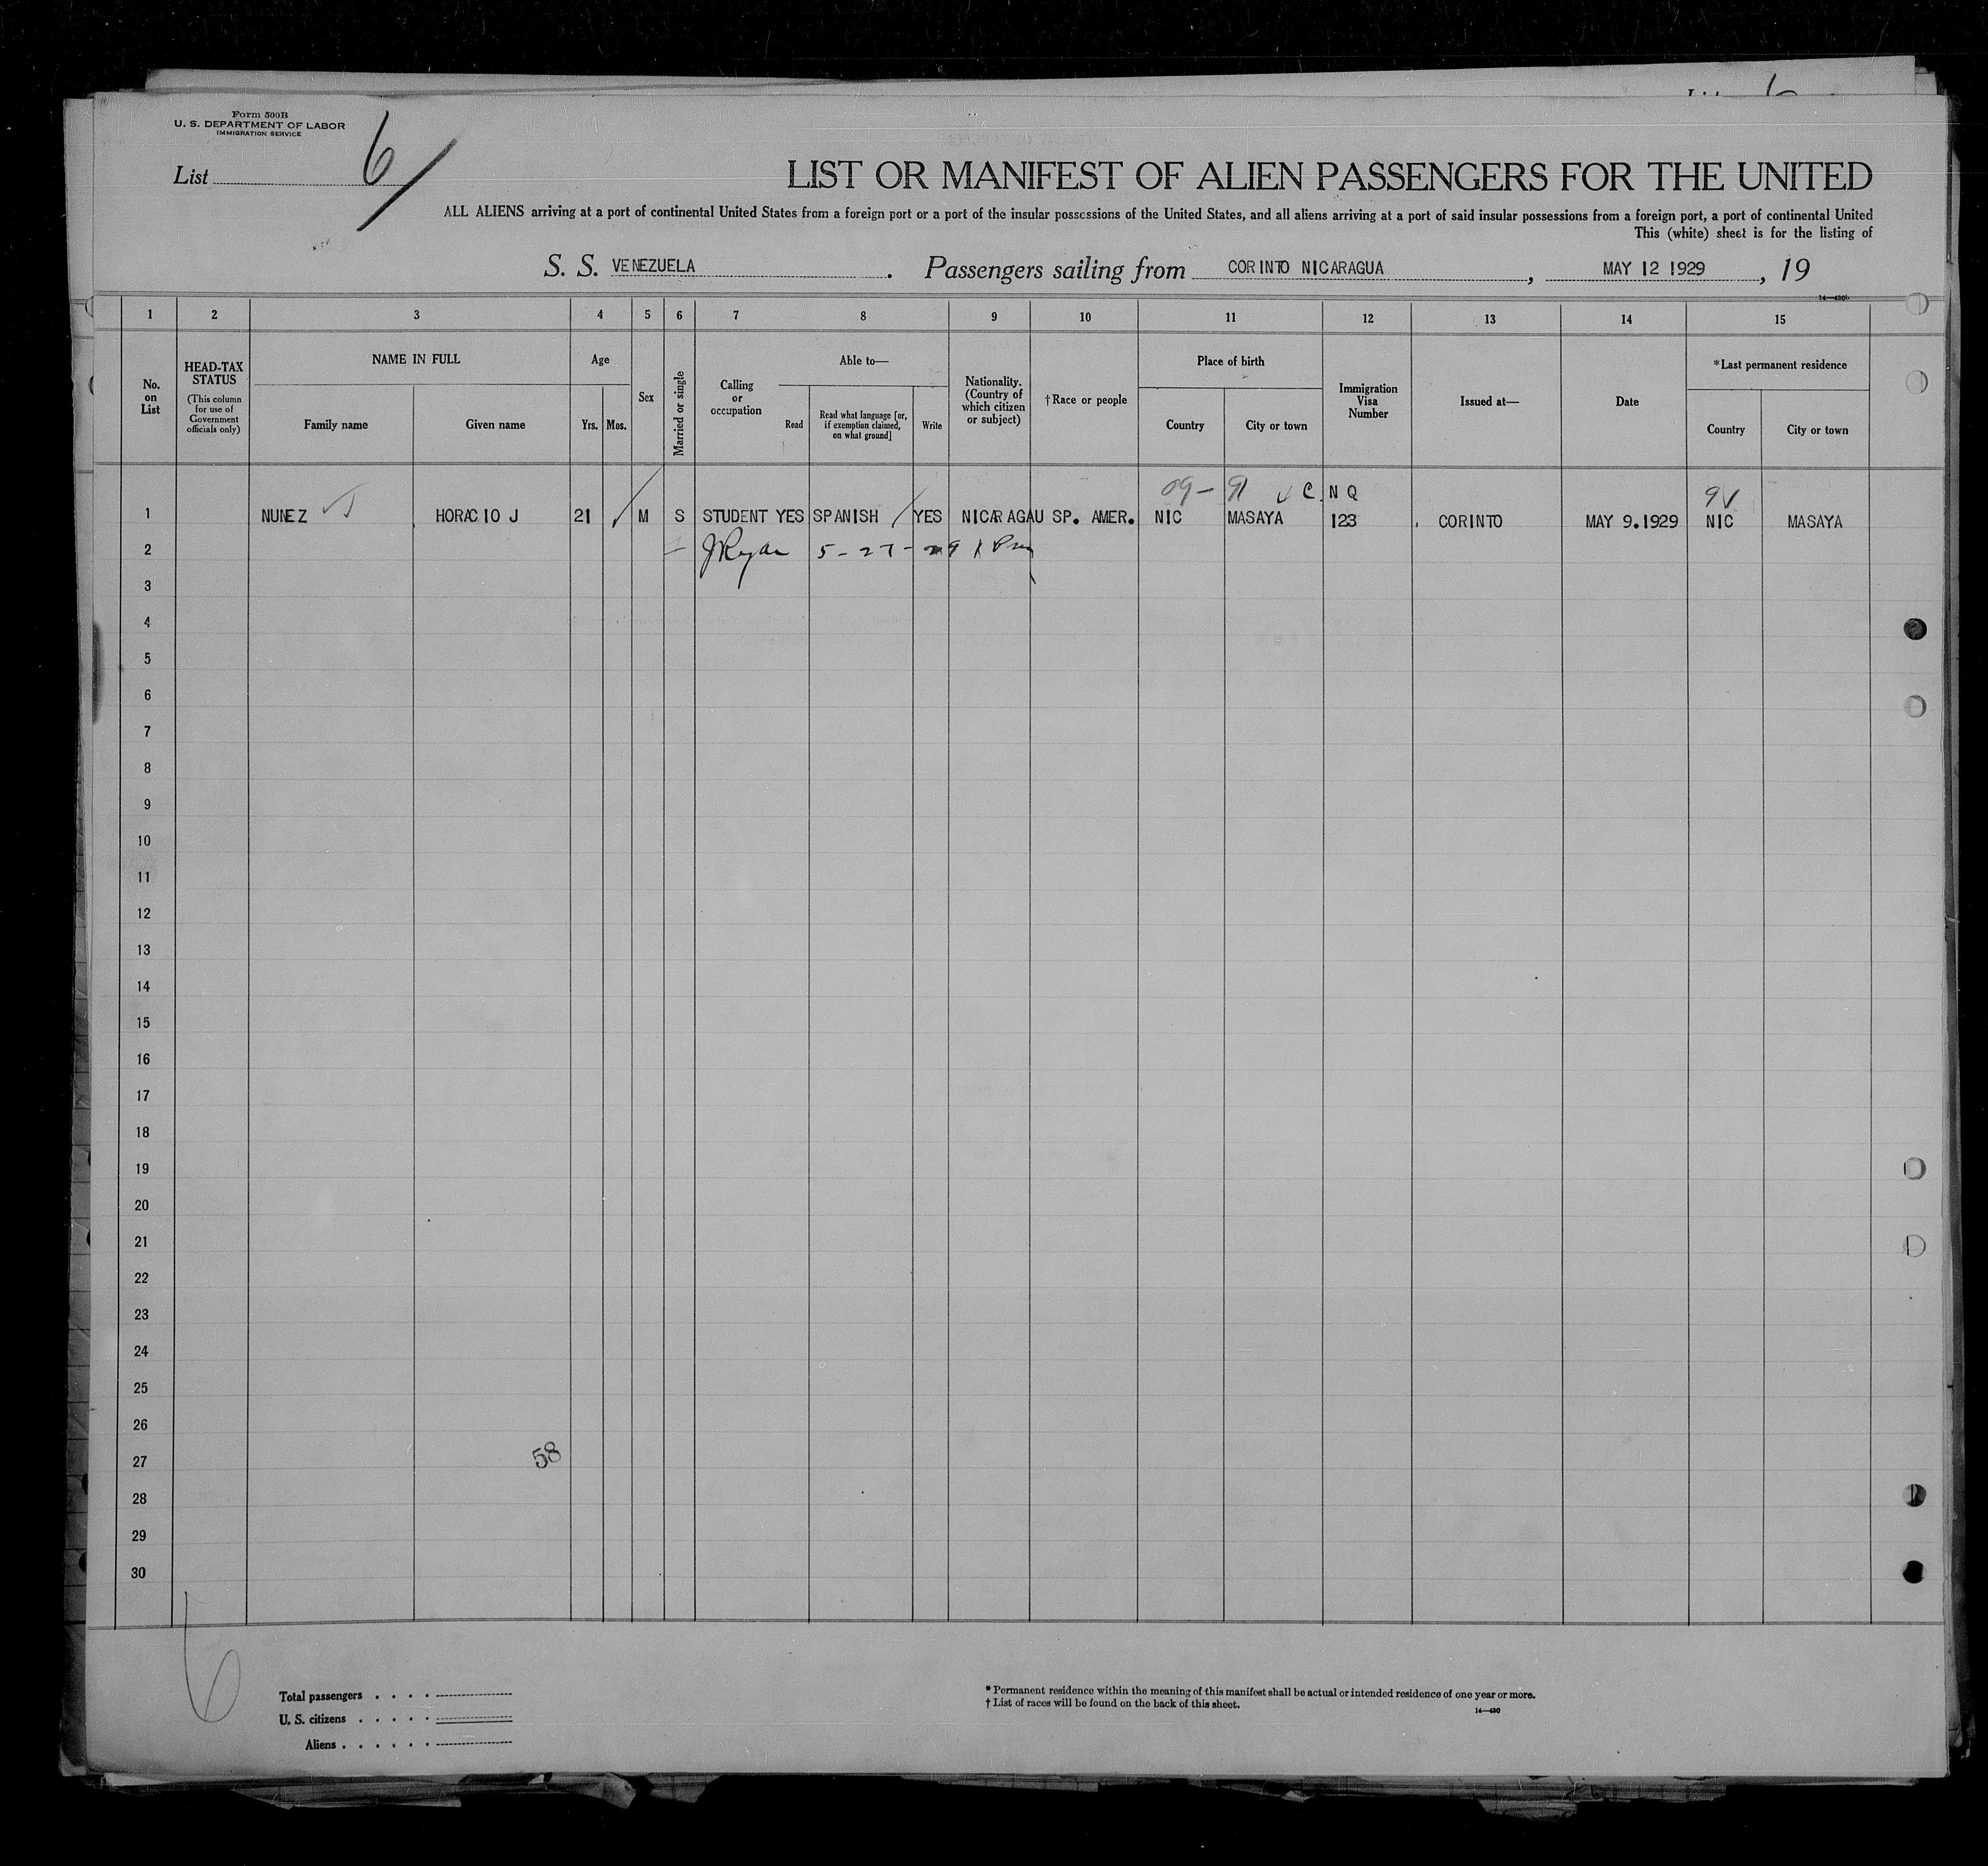 Form 500B
U. S. DEPARTMENT OF LABOR
IMMIGRATION SERVICE
List 6
LIST OR MANIFEST OF ALIEN PASSENGERS FOR THE UNITED
ALL ALIENS arriving at a port of continental United States from a foreign port or a port of the insular possessions of the United States, and all aliens arriving at a port of said insular possessions from a foreign port, a port of continental United
This (white) sheet is for the listing of
S. S. VENEZUELA . Passengers sailing from CORINTO NICARAGUA , MAY 12 1929 , 19
1 2 3 4 5 6 7 8 9 10 11 12 13 14 15
No. on List
HEAD-TAX STATUS
(This column for use of Government officials only)
NAME IN FULL
Family name Given name
Age
Yrs. Mos.
Sex
Married or single
Calling or occupation
Able to—
Read
Read what language [or, if exemption claimed, on what ground]
Write
Nationality. (Country of which citizen or subject)
†Race or people
Place of birth
Country City or town
Immigration Visa Number
Issued at—
Date
*Last permanent residence
Country City or town
09 - 91 C N Q 9V
1 NUNEZ HORACIO J 21 M S STUDENT YES SPANISH YES NICARAGAU SP. AMER. NIC MASAYA 123 CORINTO MAY 9.1929 NIC MASAYA
2 JRyan 5-27-29
3
4
5
6
7
8
9
10
11
12
13
14
15
16
17
18
19
20
21
22
23
24
25
26
27 58
28
29
30
6
Total passengers . . . .
U. S. citizens . . . . .
Aliens . . . . . .
* Permanent residence within the meaning of this manifest shall be actual or intended residence of one year or more.
† List of races will be found on the back of this sheet.
14—430